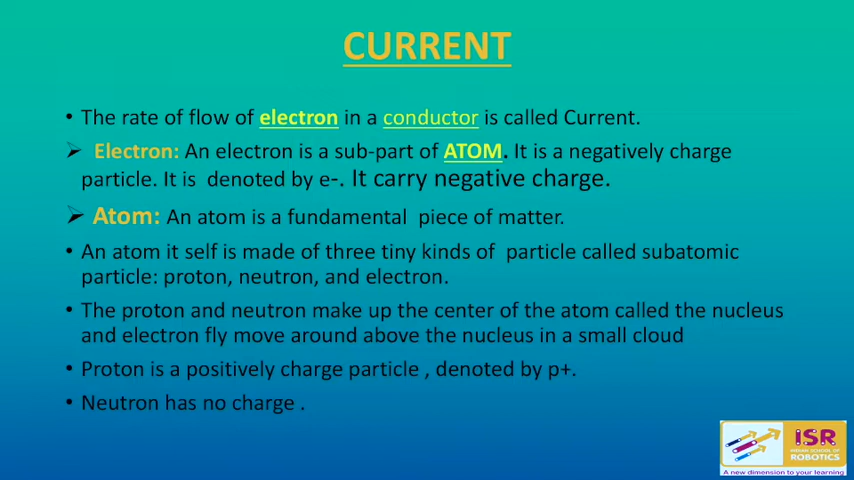 CURRENT
• The rate of flow of electron in a conductor is called Current.
➢ Electron: An electron is a sub-part of ATOM. It is a negatively charge
particle. It is denoted by e-. It carry negative charge.
➢ Atom: An atom is a fundamental piece of matter.
• An atom it self is made of three tiny kinds of particle called subatomic
particle: proton, neutron, and electron.
• The proton and neutron make up the center of the atom called the nucleus
and electron fly move around above the nucleus in a small cloud
• Proton is a positively charge particle , denoted by p+.
• Neutron has no charge .
ISR
INDIAN SCHOOL OF
ROBOTICS
A new dimension to your learning